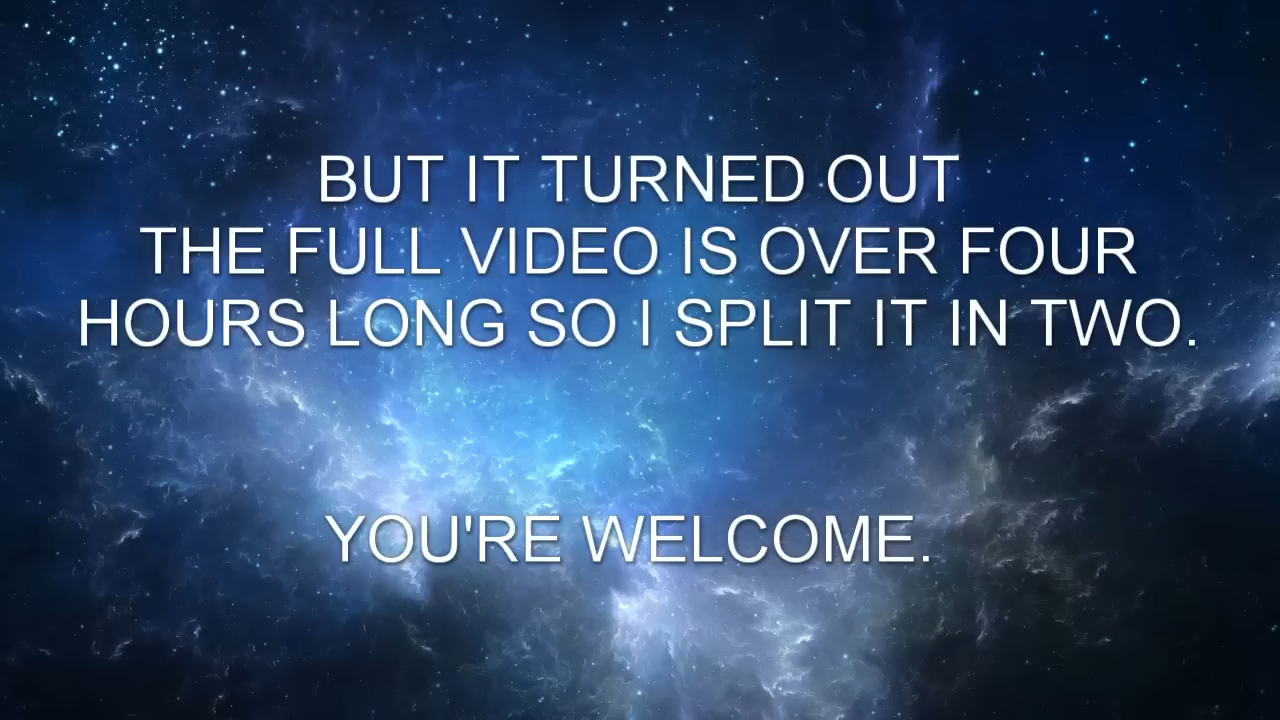 BUT IT TURNED OUT
THE FULL VIDEO IS OVER FOUR
HOURS LONG SO I SPLIT IT IN TWO.
YOU'RE WELCOME.